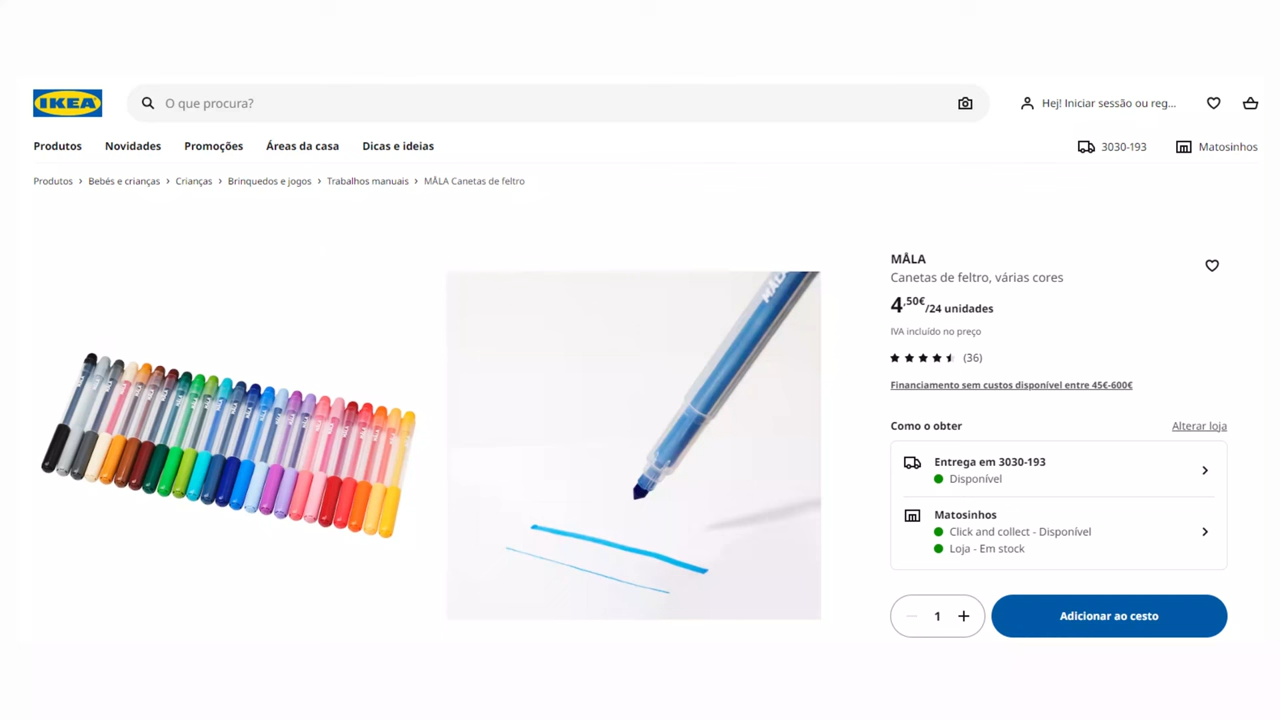 IKEA
O que procura?
Hej! Iniciar sessão ou reg...
Produtos Novidades Promoções Áreas da casa Dicas e ideias
3030-193 Matosinhos
Produtos › Bebés e crianças › Crianças › Brinquedos e jogos › Trabalhos manuais › MÅLA Canetas de feltro
MÅLA
Canetas de feltro, várias cores
4,50€/24 unidades
IVA incluído no preço
(36)
Financiamento sem custos disponível entre 45€-600€
Como o obter Alterar loja
Entrega em 3030-193
Disponível
Matosinhos
Click and collect - Disponível
Loja - Em stock
1
Adicionar ao cesto